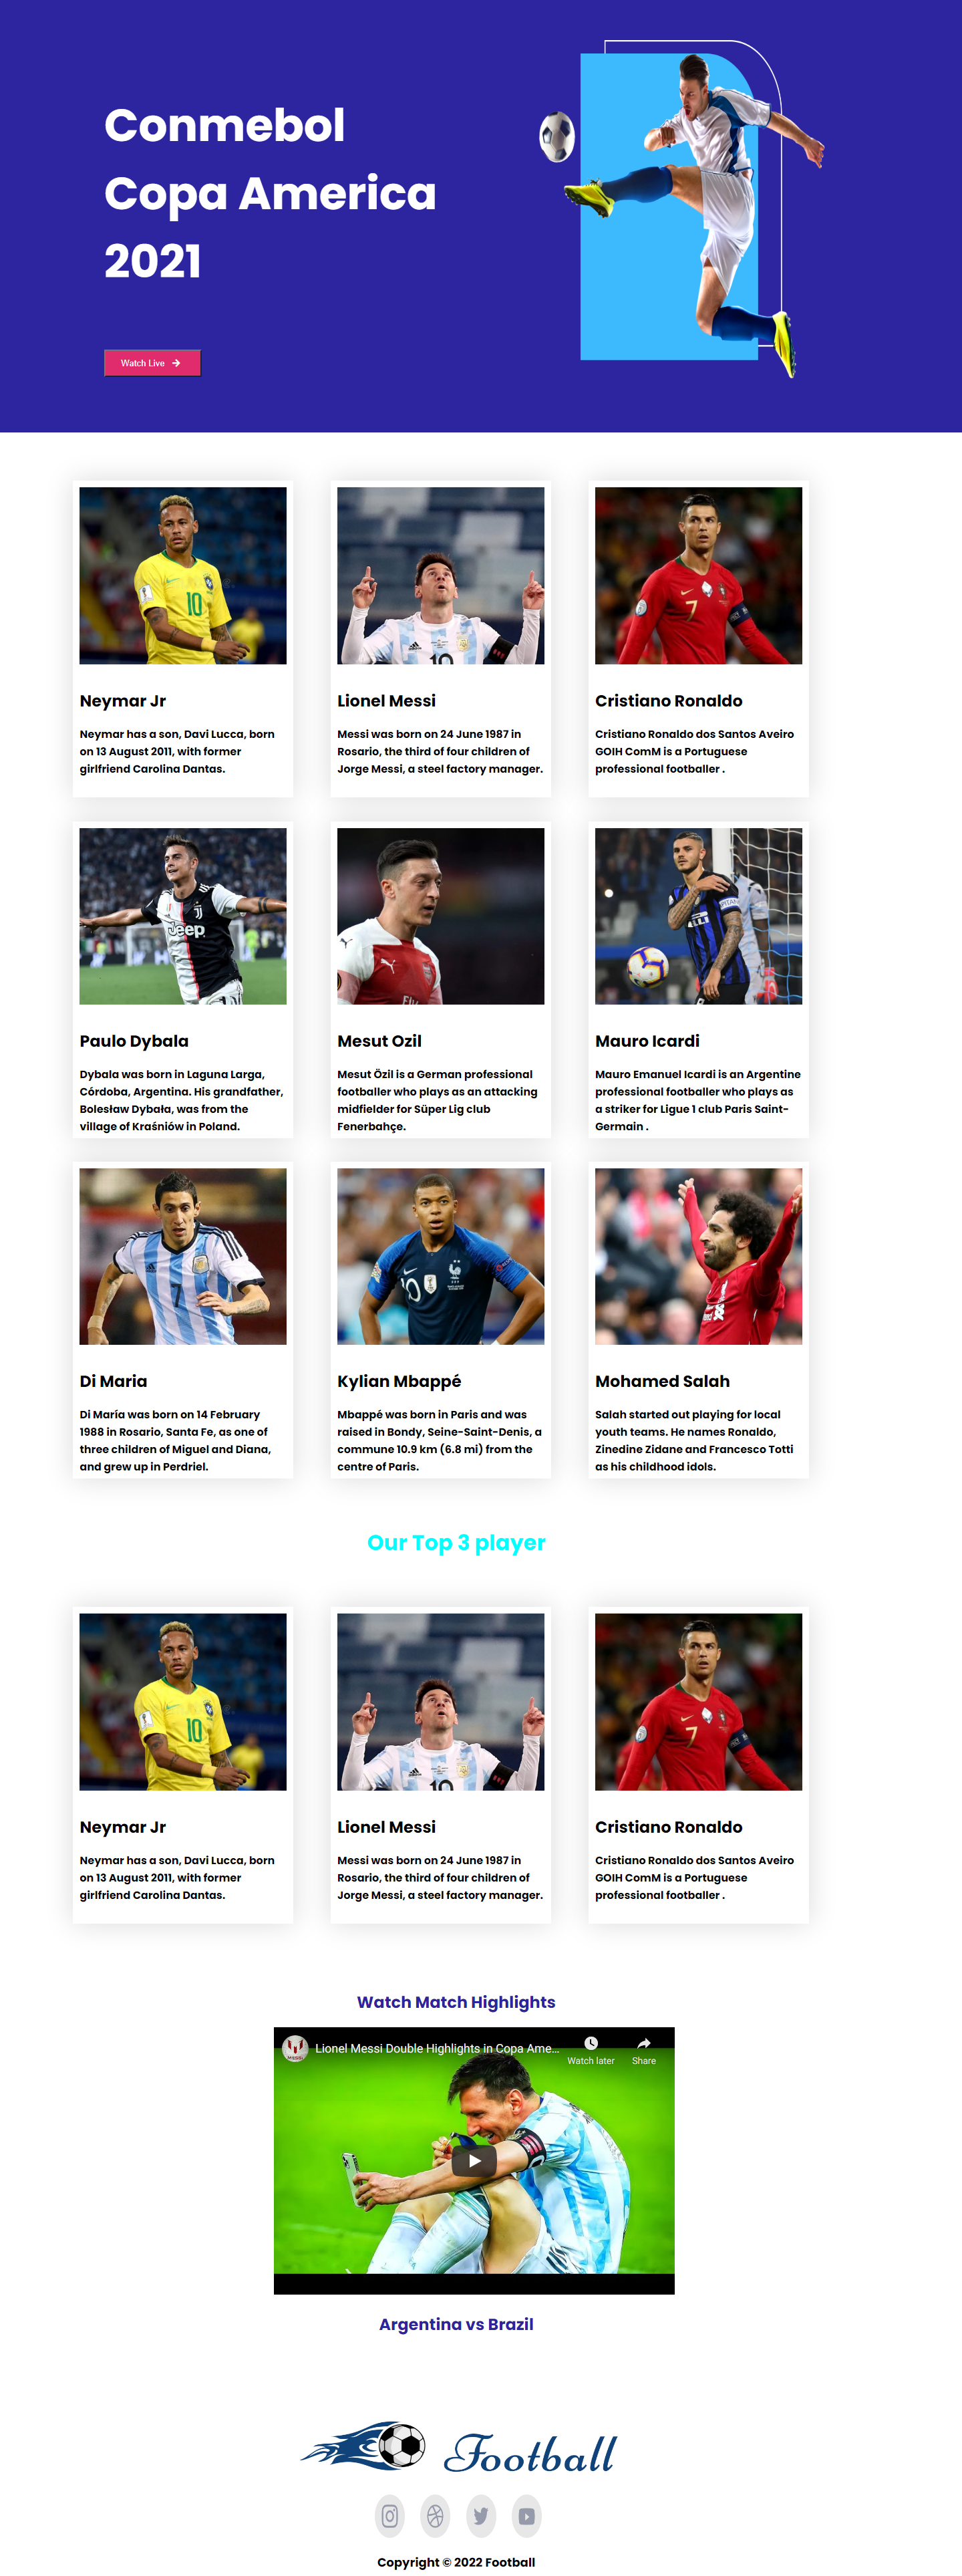 Conmebol
Copa America
2021
Watch Live
10
10
7
Neymar Jr
Lionel Messi
Cristiano Ronaldo
Neymar has a son, Davi Lucca, born
on 13 August 2011, with former
girlfriend Carolina Dantas.
Messi was born on 24 June 1987 in
Rosario, the third of four children of
Jorge Messi, a steel factory manager.
Cristiano Ronaldo dos Santos Aveiro
GOIH ComM is a Portuguese
professional footballer .
Jeep
Paulo Dybala
Mesut Ozil
Mauro Icardi
Dybala was born in Laguna Larga,
Córdoba, Argentina. His grandfather,
Bolesław Dybała, was from the
village of Kraśniów in Poland.
Mesut Özil is a German professional
footballer who plays as an attacking
midfielder for Süper Lig club
Fenerbahçe.
Mauro Emanuel Icardi is an Argentine
professional footballer who plays as
a striker for Ligue 1 club Paris Saint-
Germain .
7
10
Di Maria
Kylian Mbappé
Mohamed Salah
Di María was born on 14 February
1988 in Rosario, Santa Fe, as one of
three children of Miguel and Diana,
and grew up in Perdriel.
Mbappé was born in Paris and was
raised in Bondy, Seine-Saint-Denis, a
commune 10.9 km (6.8 mi) from the
centre of Paris.
Salah started out playing for local
youth teams. He names Ronaldo,
Zinedine Zidane and Francesco Totti
as his childhood idols.
Our Top 3 player
10
10
7
Neymar Jr
Lionel Messi
Cristiano Ronaldo
Neymar has a son, Davi Lucca, born
on 13 August 2011, with former
girlfriend Carolina Dantas.
Messi was born on 24 June 1987 in
Rosario, the third of four children of
Jorge Messi, a steel factory manager.
Cristiano Ronaldo dos Santos Aveiro
GOIH ComM is a Portuguese
professional footballer .
Watch Match Highlights
Lionel Messi Double Highlights in Copa Ame...
Watch later
Share
Argentina vs Brazil
Football
Copyright © 2022 Football